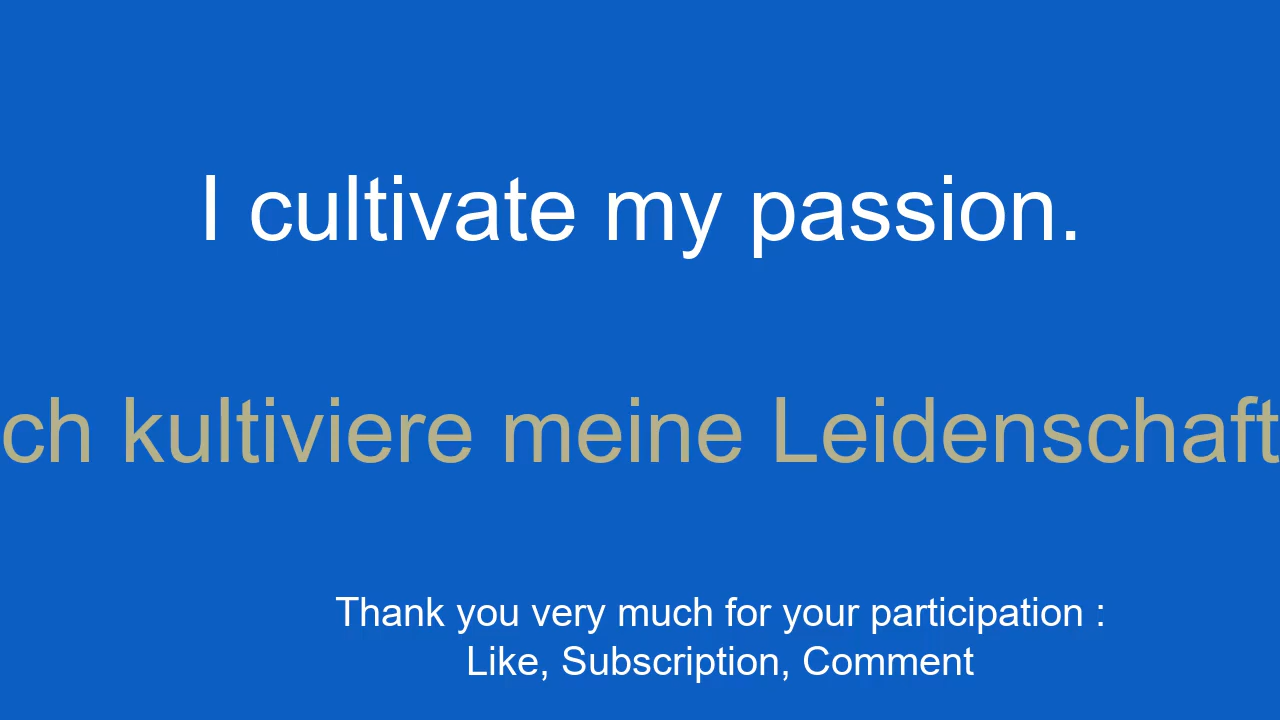 I cultivate my passion.
ch kultiviere meine Leidenschaft
Thank you very much for your participation :
Like, Subscription, Comment